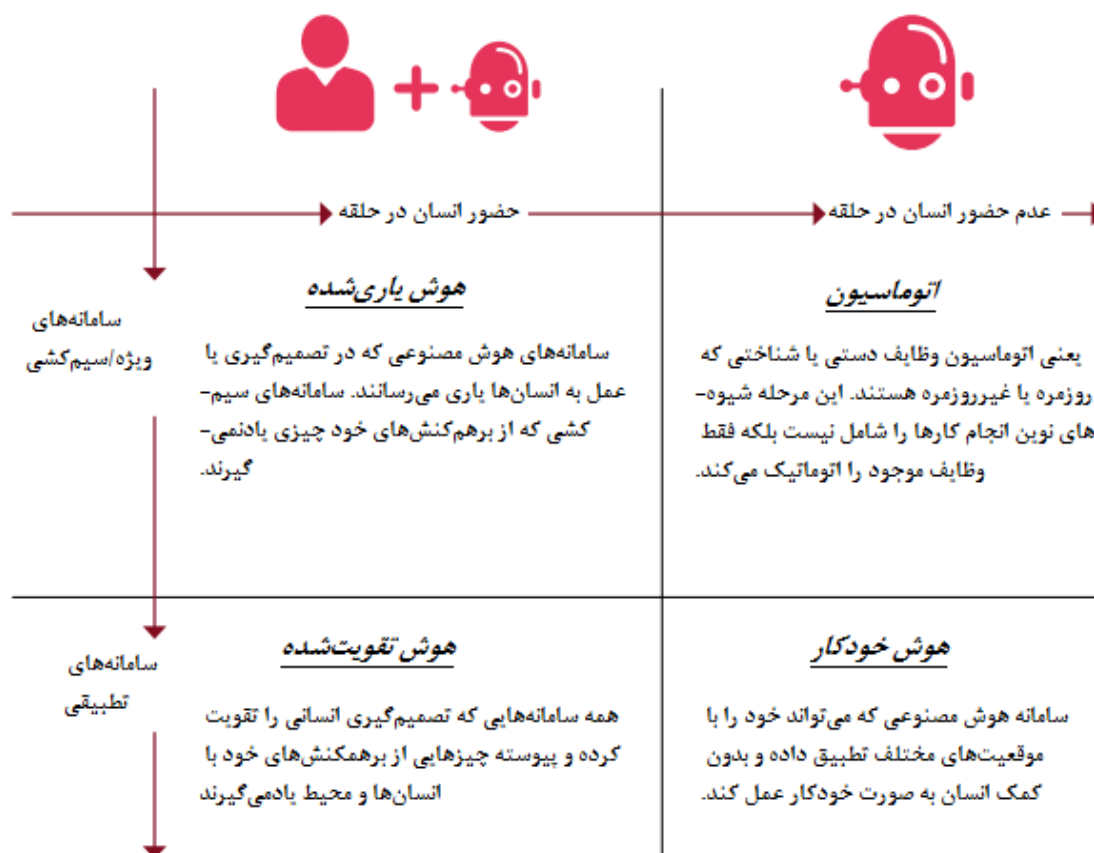 حضور انسان در حلقه
عدم حضور انسان در حلقه
سامانه‌های
ویژه/سیم‌کشی
هوش یاری‌شده
سامانه‌های هوش مصنوعی که در تصمیم‌گیری یا
عمل به انسان‌ها یاری می‌رسانند. سامانه‌های سیم-
کشی که از برهم‌کنش‌های خود چیزی یادنمی-
گیرند.
اتوماسیون
یعنی اتوماسیون وظایف دستی یا شناختی که
روزمره یا غیرروزمره هستند. این مرحله شیوه-
های نوین انجام کارها را شامل نیست بلکه فقط
وظایف موجود را اتوماتیک می‌کند.
سامانه‌های
تطبیقی
هوش تقویت‌شده
همه سامانه‌هایی که تصمیم‌گیری انسانی را تقویت
کرده و پیوسته چیزهایی از برهمکنش‌های خود با
انسان‌ها و محیط یادمی‌گیرند
هوش خودکار
سامانه هوش مصنوعی که می‌تواند خود را با
موقعیت‌های مختلف تطبیق داده و بدون
کمک انسان به صورت خودکار عمل کند.